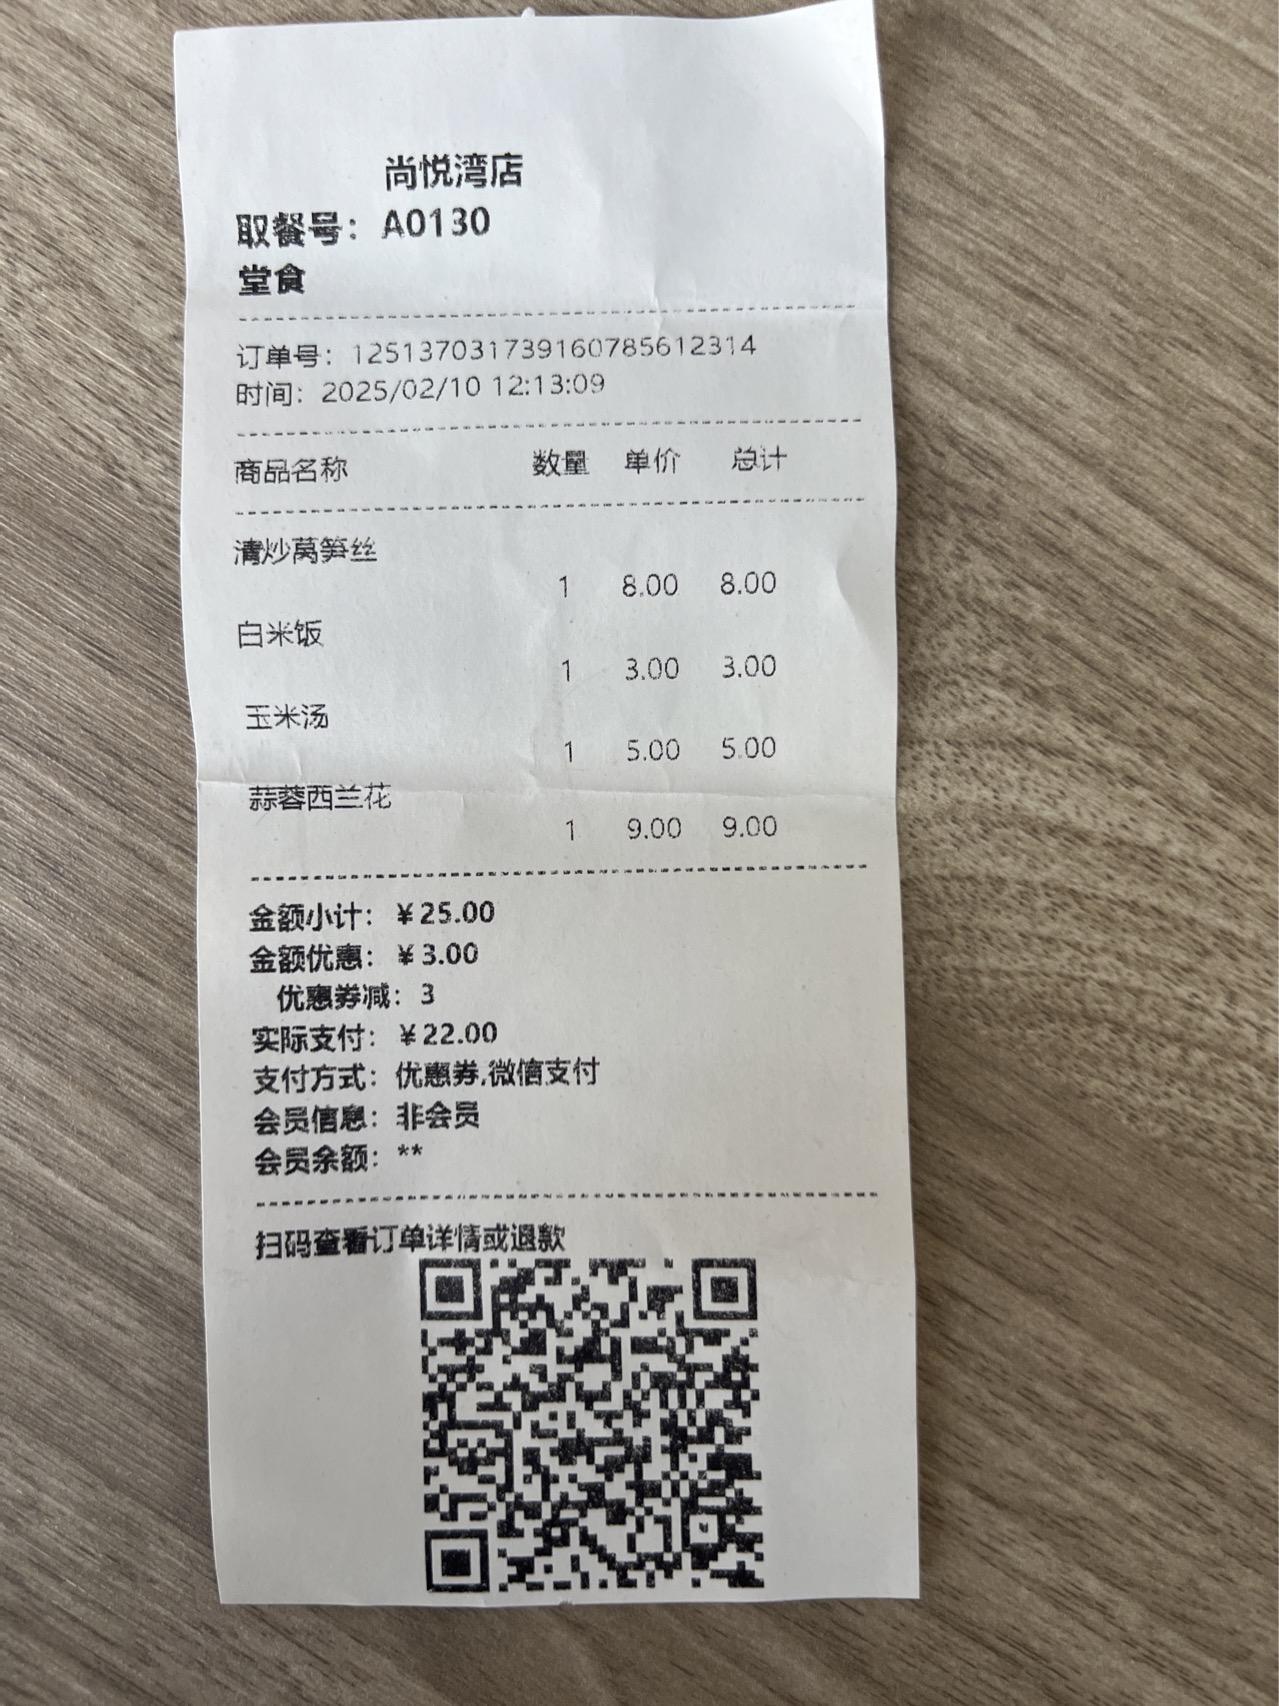 尚悦湾店
取餐号：A0130
堂食
订单号：125137031739160785612314
时间：2025/02/10 12:13:09
商品名称 数量 单价 总计
清炒莴笋丝
1 8.00 8.00
白米饭
1 3.00 3.00
玉米汤
1 5.00 5.00
蒜蓉西兰花
1 9.00 9.00
金额小计：￥25.00
金额优惠：￥3.00
优惠券减：3
实际支付：￥22.00
支付方式：优惠券,微信支付
会员信息：非会员
会员余额：**
扫码查看订单详情或退款